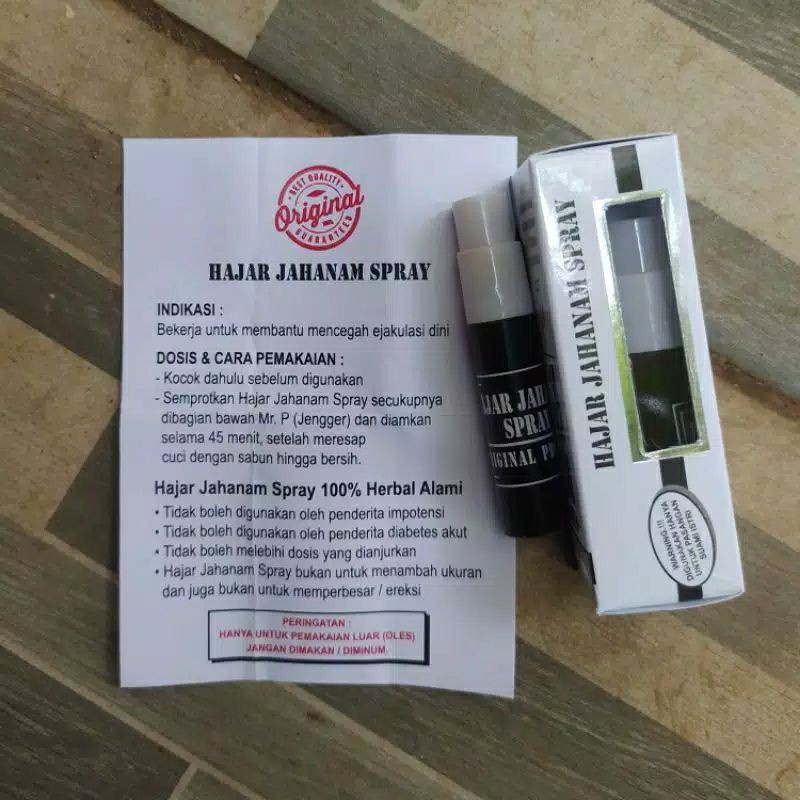 BEST QUALITY
Original
GUARANTEED
HAJAR JAHANAM SPRAY
INDIKASI :
Bekerja untuk membantu mencegah ejakulasi dini
DOSIS & CARA PEMAKAIAN :
- Kocok dahulu sebelum digunakan
- Semprotkan Hajar Jahanam Spray secukupnya
dibagian bawah Mr. P (Jengger) dan diamkan
selama 45 menit, setelah meresap
cuci dengan sabun hingga bersih.
Hajar Jahanam Spray 100% Herbal Alami
• Tidak boleh digunakan oleh penderita impotensi
• Tidak boleh digunakan oleh penderita diabetes akut
• Tidak boleh melebihi dosis yang dianjurkan
• Hajar Jahanam Spray bukan untuk menambah ukuran
dan juga bukan untuk memperbesar / ereksi
PERINGATAN :
HANYA UNTUK PEMAKAIAN LUAR (OLES)
JANGAN DIMAKAN / DIMINUM
AJAR JAH
SPRAY
IGINAL P
HAJAR JAHANAM SPRAY
WARNING !!!
DIGUNAKAN HANYA
UNTUK PASANGAN
SUAMI ISTRI